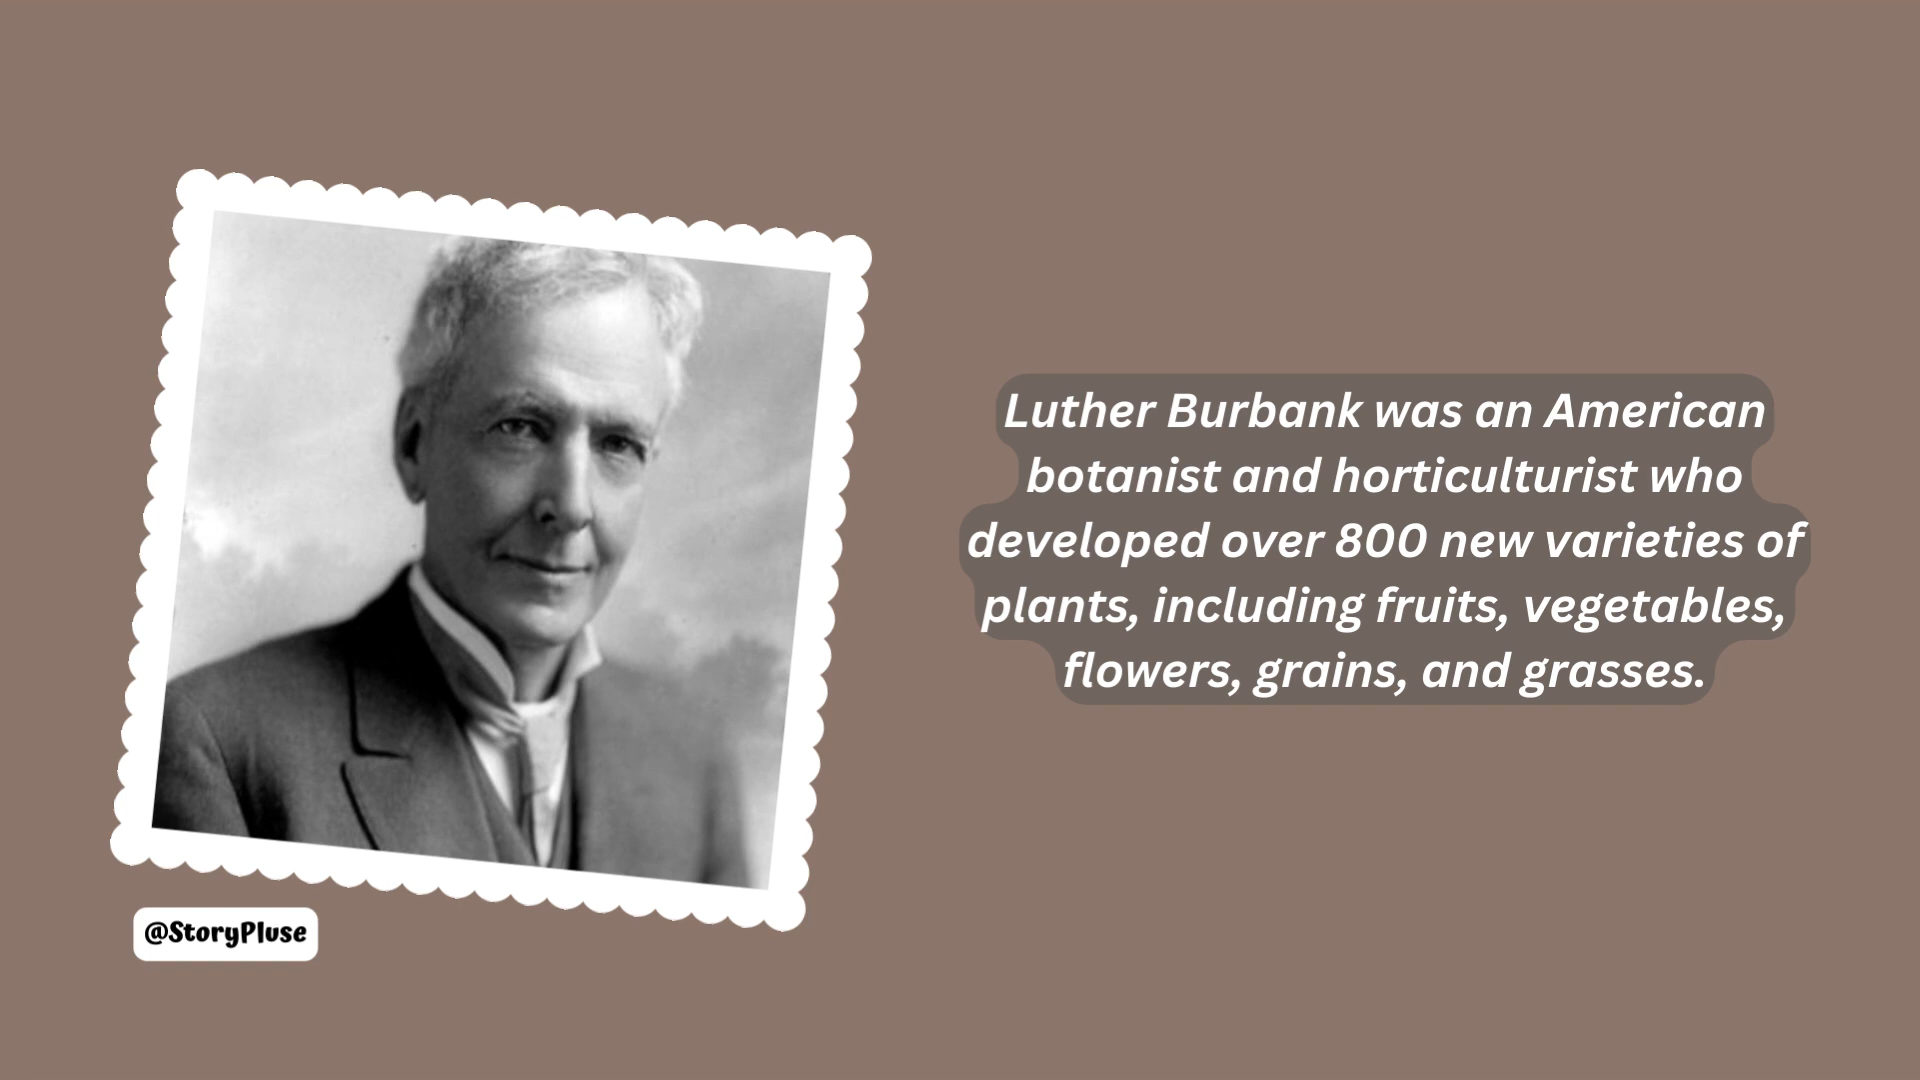 Luther Burbank was an American
botanist and horticulturist who
developed over 800 new varieties of
plants, including fruits, vegetables,
flowers, grains, and grasses.
@StoryPluse